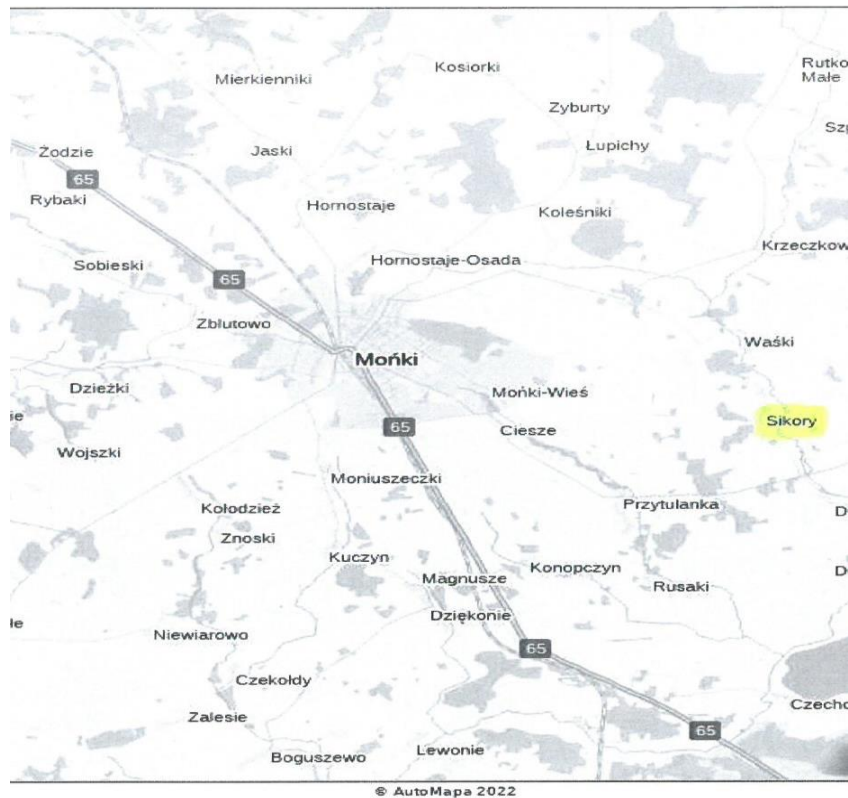 Kosiorki
Rutko
Małe
Mierkienniki
Zyburty
Szp
Żodzie
Jaski
Łupichy
65
Rybaki
Hornostaje
Koleśniki
Krzeczkow
Hornostaje-Osada
Sobieski
65
Zblutowo
Waśki
Mońki
Dzieżki
Mońki-Wieś
ie
Sikory
65
Ciesze
Wojszki
Moniuszeczki
Przytulanka
Kołodzież
D
Znoski
Kuczyn
Konopczyn
D
Magnusze
Rusaki
Dziękonie
łe
Niewiarowo
65
Czekołdy
Czecho
Zalesie
65
Lewonie
Boguszewo
© AutoMapa 2022